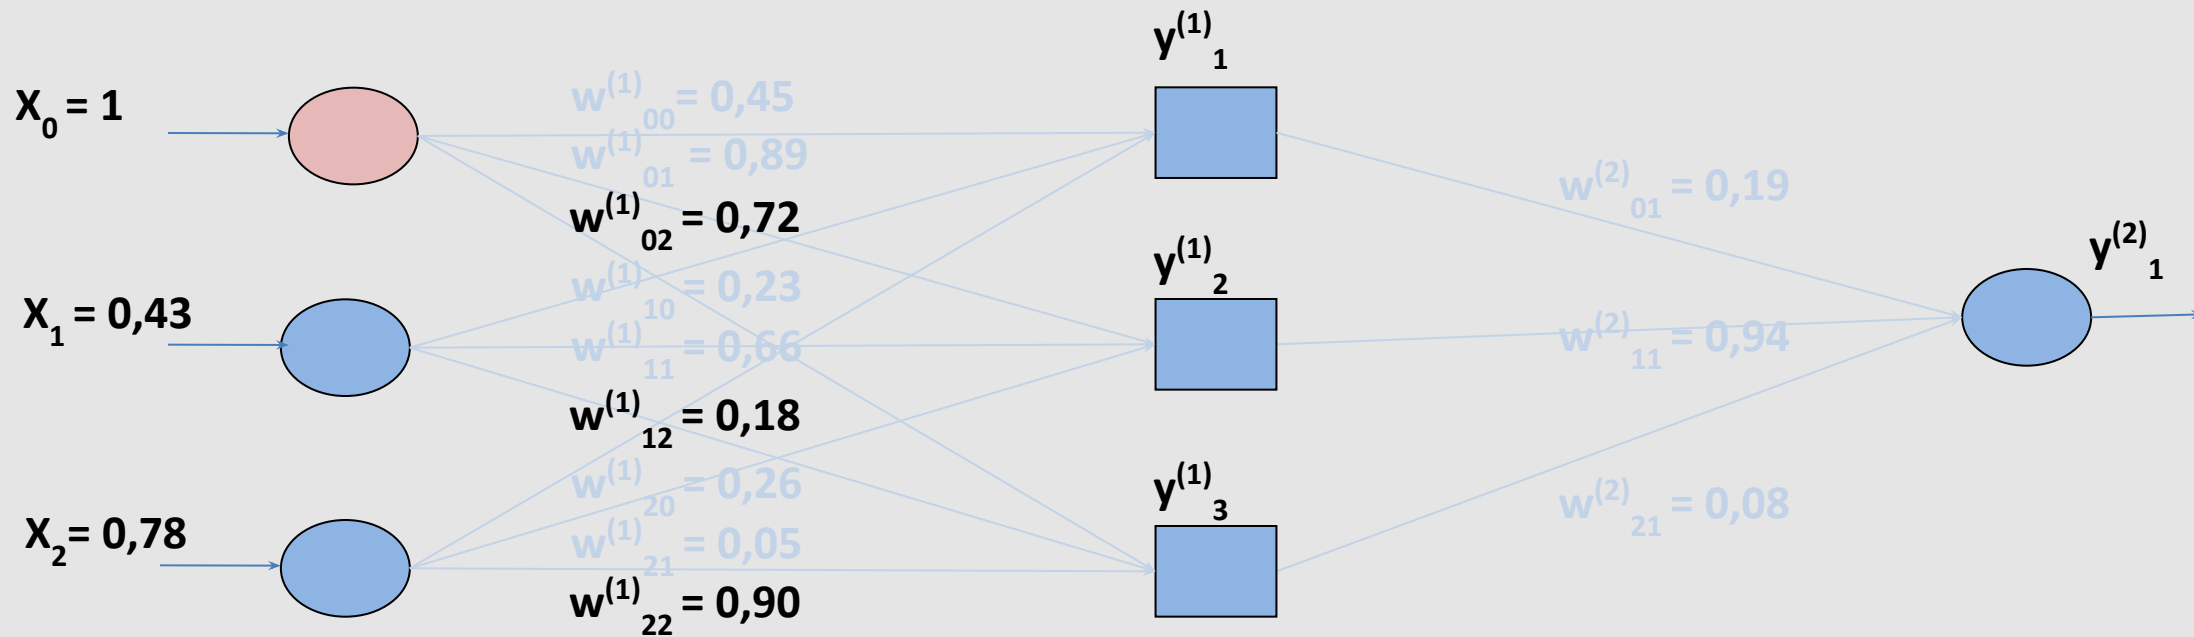 y(1)1
X0 = 1
w(1)00= 0,45
w(1)01 = 0,89
w(1)02 = 0,72
w(2)01 = 0,19
y(1)2
y(2)1
X1 = 0,43
w(1)10 = 0,23
w(1)11 = 0,66
w(2)11 = 0,94
w(1)12 = 0,18
y(1)3
X2= 0,78
w(1)20 = 0,26
w(2)21 = 0,08
w(1)21 = 0,05
w(1)22 = 0,90